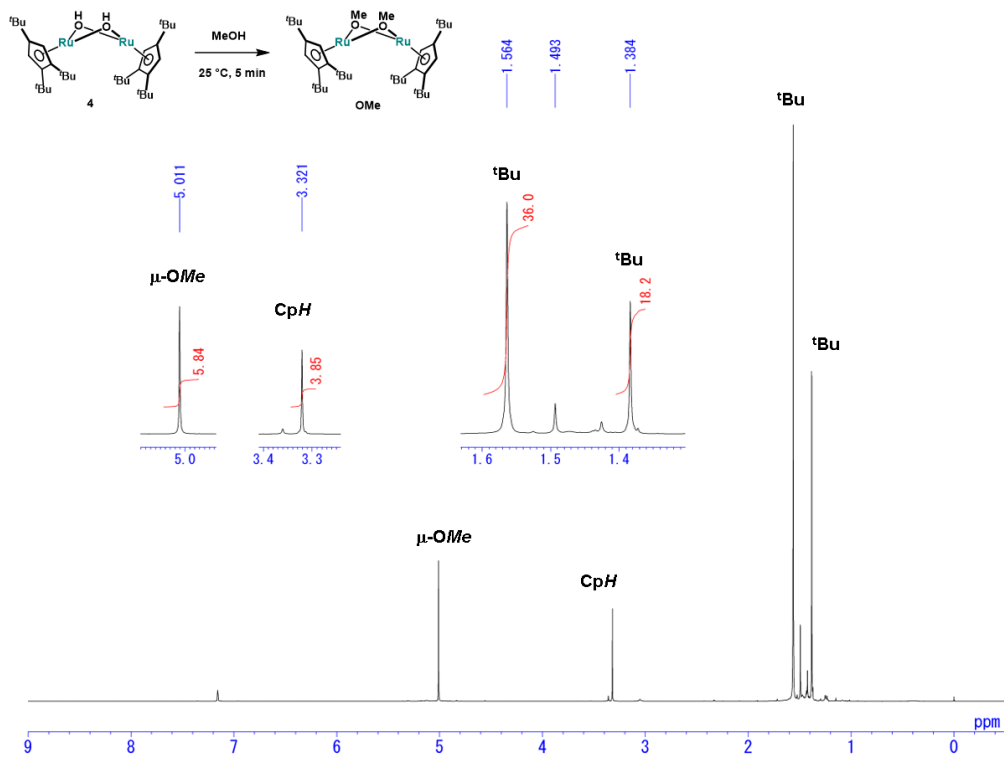 H H
tBu tBu
O O
Ru Ru
tBu tBu
tBu tBu
4
MeOH
25 °C, 5 min
OMe OMe
tBu tBu
Ru Ru
tBu tBu
tBu tBu
OMe
1.564
1.493
1.384
5.011
3.321
tBu
tBu
μ-OMe
CpH
tBu
tBu
36.0
18.2
5.84
3.85
5.0
3.4 3.3
1.6 1.5 1.4
μ-OMe
CpH
ppm
9 8 7 6 5 4 3 2 1 0